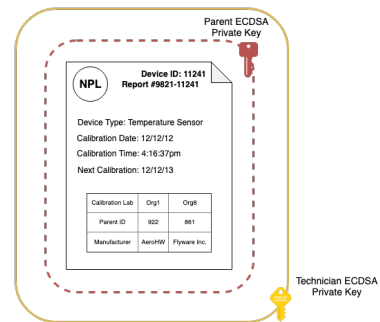 Parent ECDSA
Private Key
NPL
Device ID: 11241
Report #9821-11241
Device Type: Temperature Sensor
Calibration Date: 12/12/12
Calibration Time: 4:16:37pm
Next Calibration: 12/12/13
Calibration Lab Org1 Org8
Parent ID 922 861
Manufacturer AeroHW Flyware Inc.
Technician ECDSA
Private Key